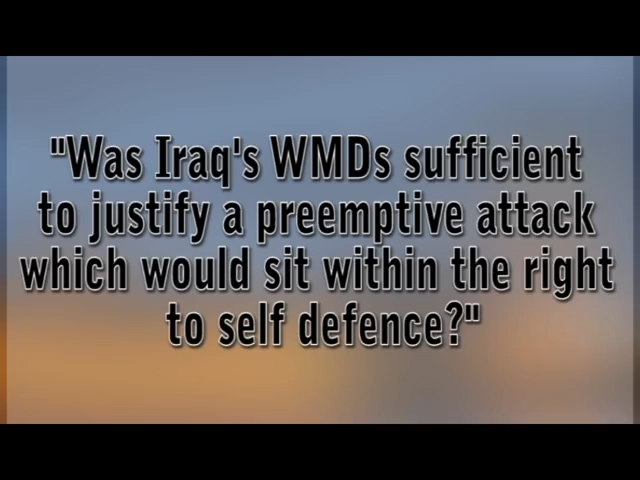 "Was Iraq's WMDs sufficient
to justify a preemptive attack
which would sit within the right
to self defence?"